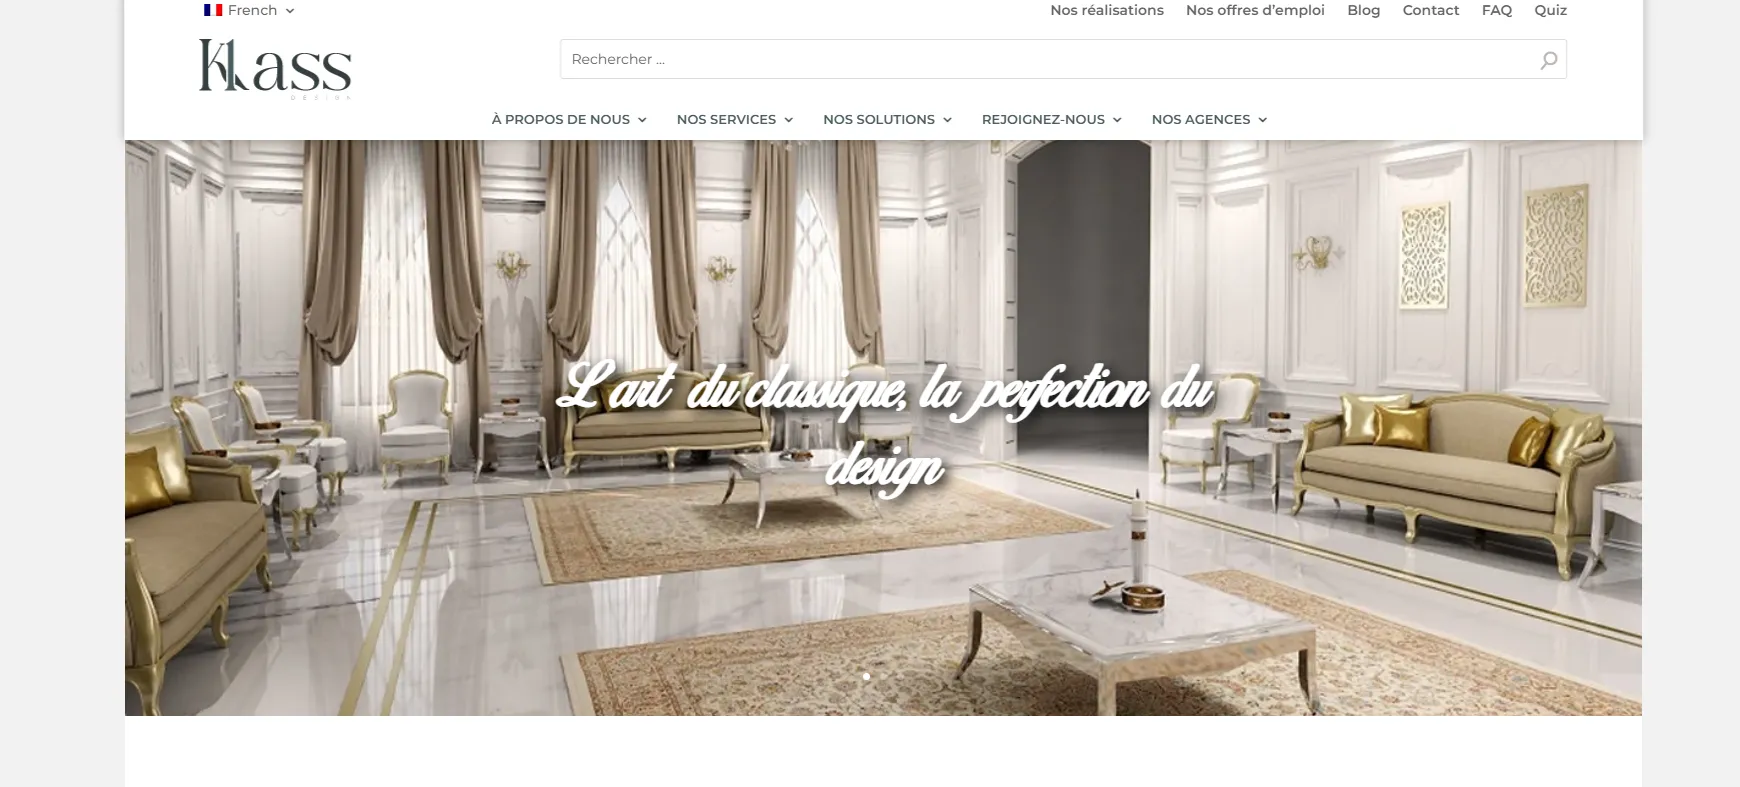 French
Nos réalisations Nos offres d’emploi Blog Contact FAQ Quiz
Klass
DESIGN
Rechercher ...
À PROPOS DE NOUS NOS SERVICES NOS SOLUTIONS REJOIGNEZ-NOUS NOS AGENCES
L art du classique, la perfection du
design